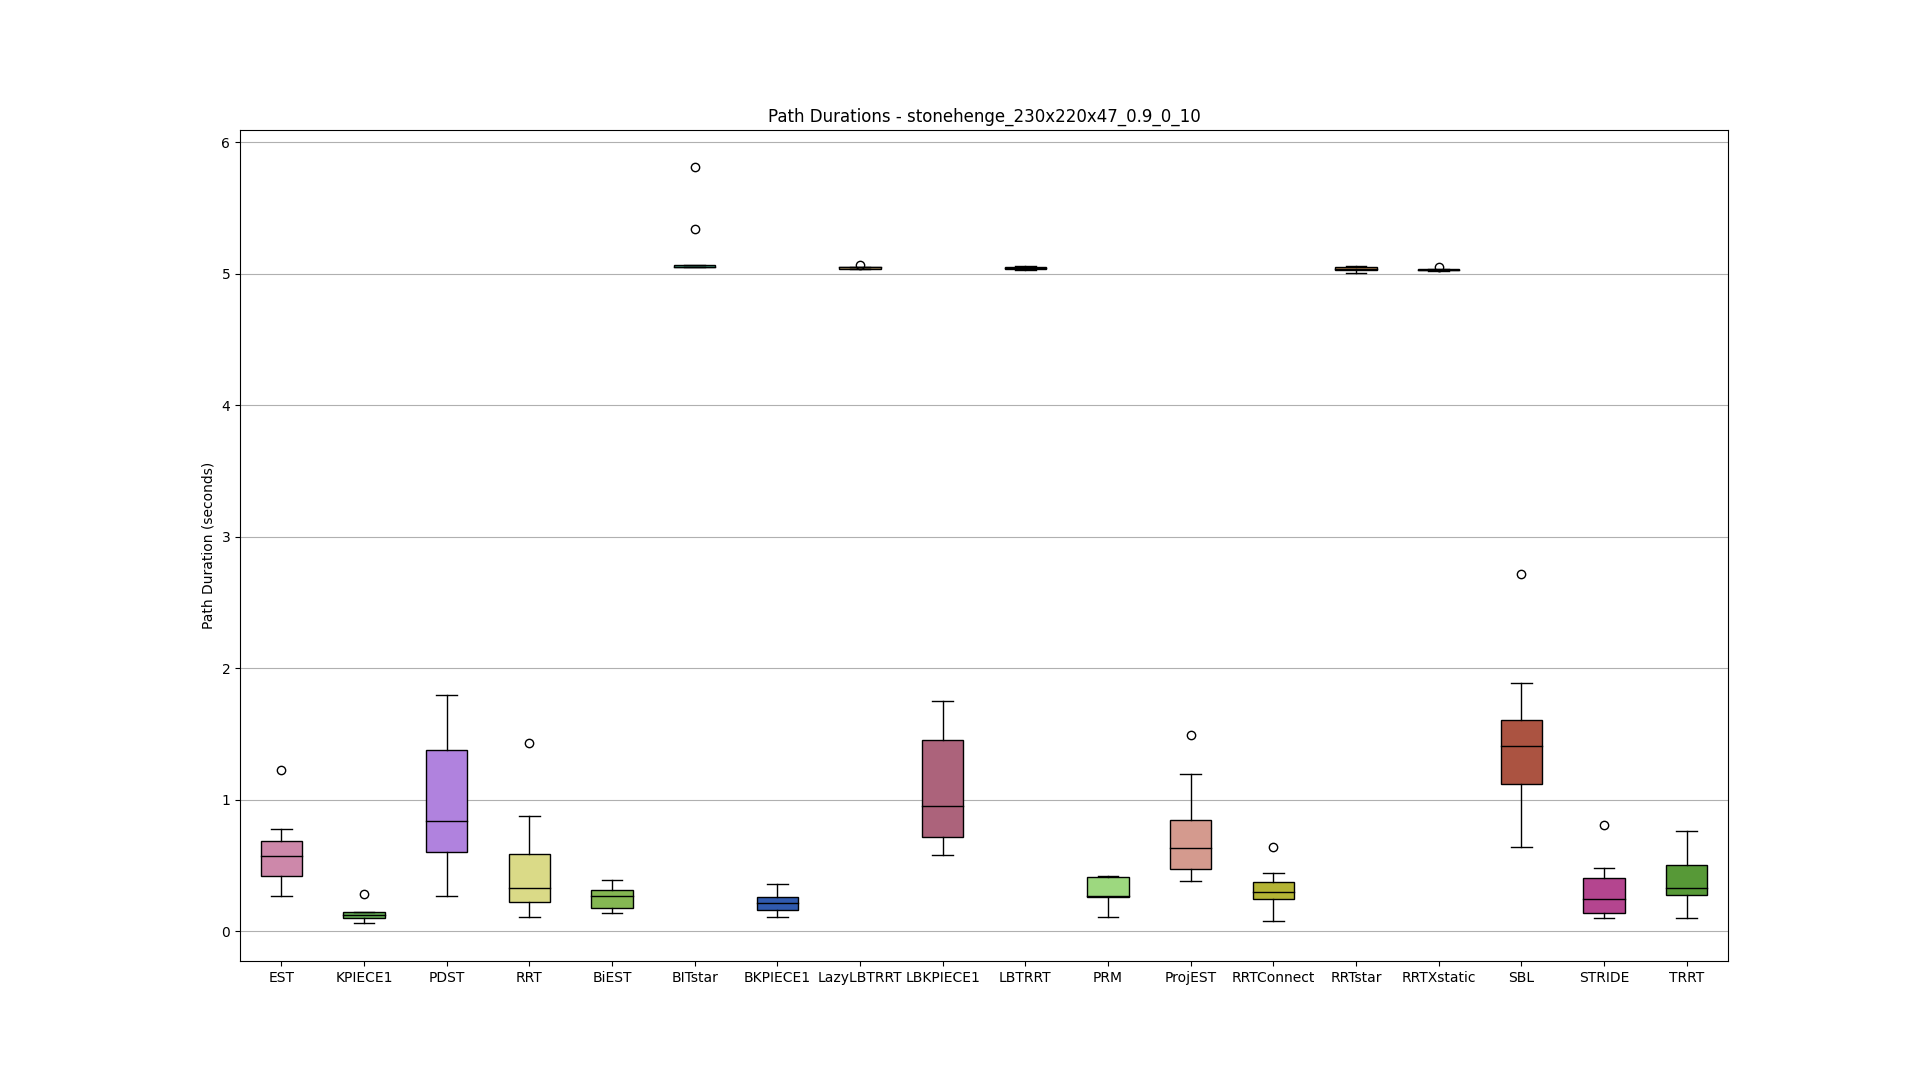 Path Durations - stonehenge_230x220x47_0.9_0_10
6
5
4
3
2
1
0
Path Duration (seconds)
EST KPIECE1 PDST RRT BiEST BITstar BKPIECE1 LazyLBTRRT LBKPIECE1 LBTRRT PRM ProjEST RRTConnect RRTstar RRTXstatic SBL STRIDE TRRT